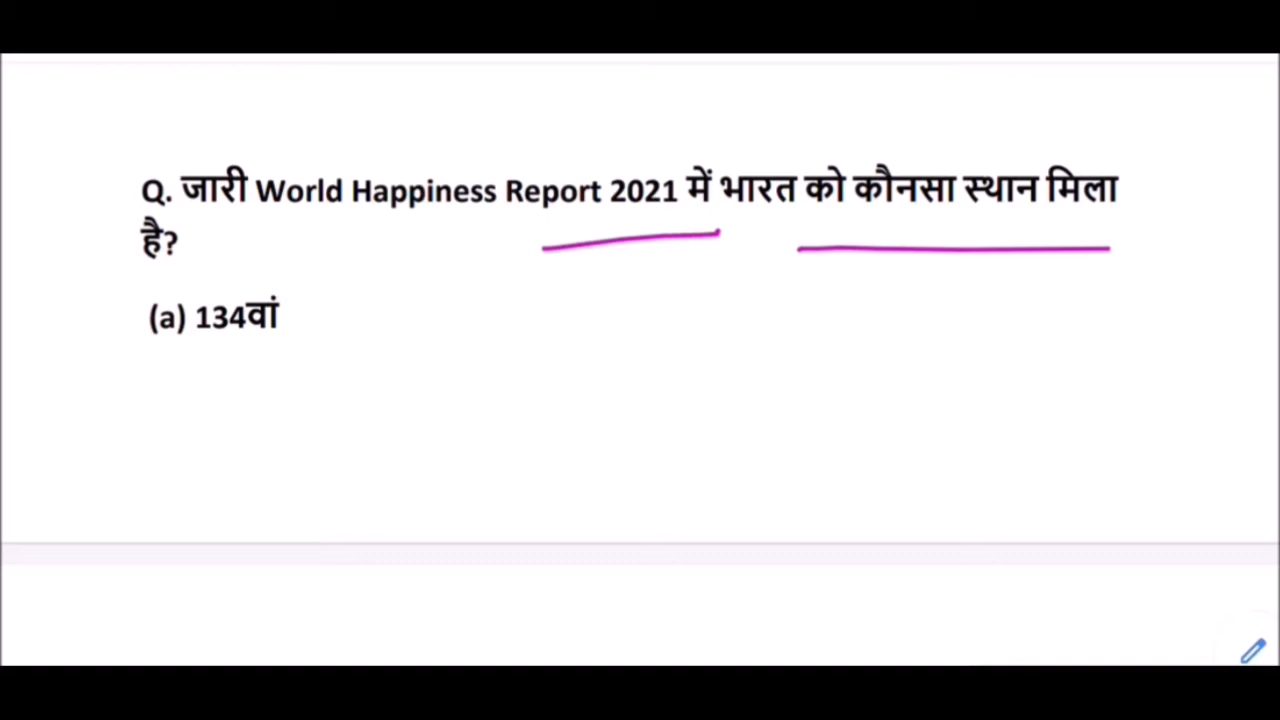 Q. जारी World Happiness Report 2021 में भारत को कौनसा स्थान मिला
है?
(a) 134वां